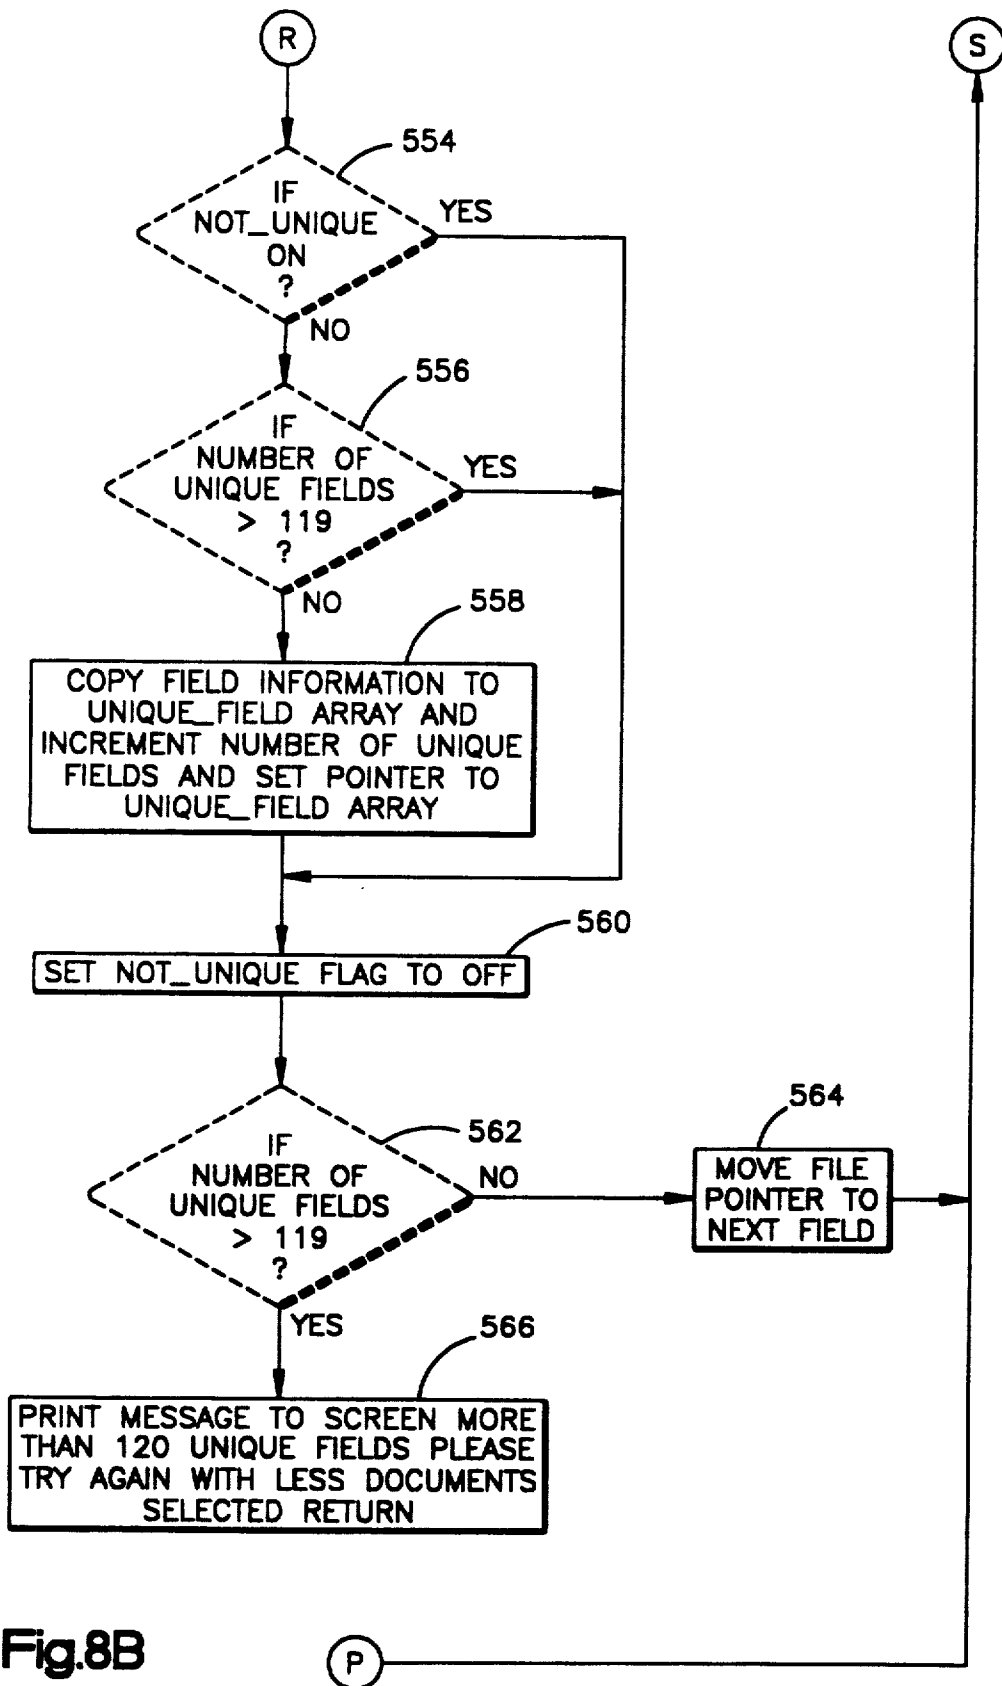 R
S
554
IF
NOT_UNIQUE
ON
?
YES
NO
556
IF
NUMBER OF
UNIQUE FIELDS
> 119
?
YES
NO
558
COPY FIELD INFORMATION TO
UNIQUE_FIELD ARRAY AND
INCREMENT NUMBER OF UNIQUE
FIELDS AND SET POINTER TO
UNIQUE_FIELD ARRAY
560
SET NOT_UNIQUE FLAG TO OFF
562
IF
NUMBER OF
UNIQUE FIELDS
> 119
?
NO
YES
564
MOVE FILE
POINTER TO
NEXT FIELD
566
PRINT MESSAGE TO SCREEN MORE
THAN 120 UNIQUE FIELDS PLEASE
TRY AGAIN WITH LESS DOCUMENTS
SELECTED RETURN
Fig.8B
P